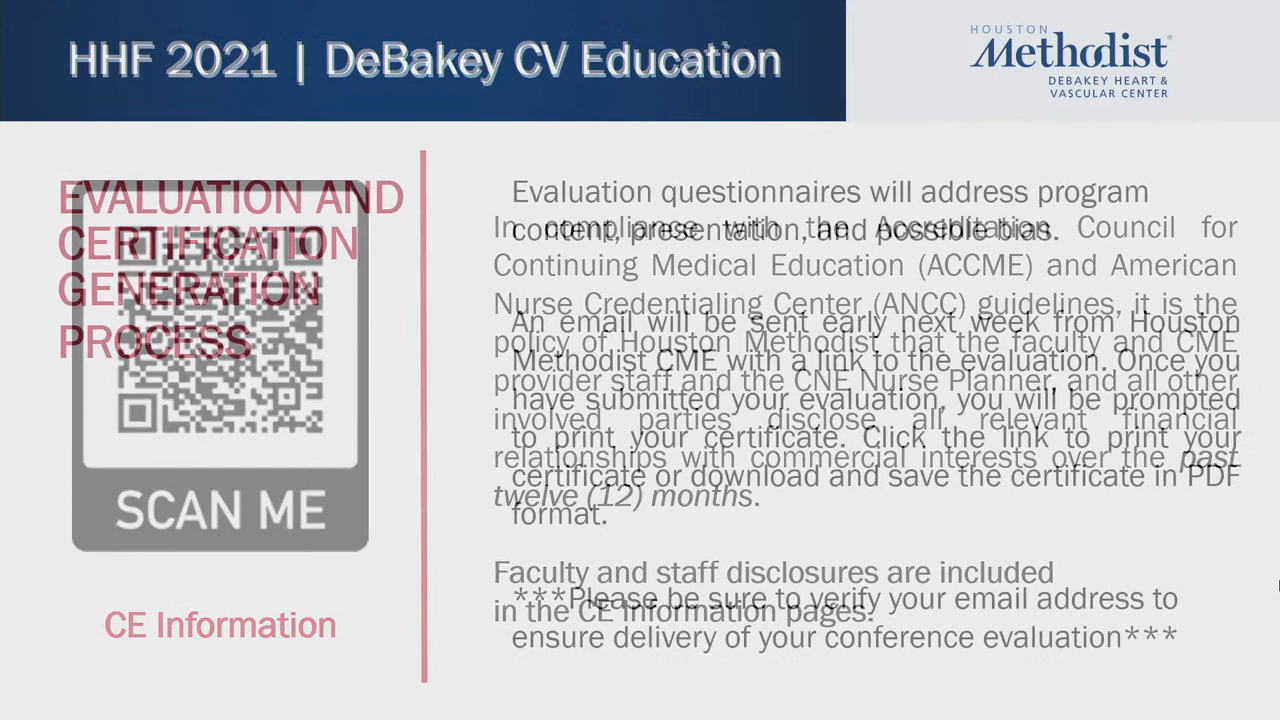 HHF 2021 | DeBakey CV Education
HOUSTON
Methodist®
DEBAKEY HEART &
VASCULAR CENTER
EVALUATION AND
CERTIFICATION
GENERATION
PROCESS
SCAN ME
CE Information
Evaluation questionnaires will address program
content, presentation, and possible bias.
An email will be sent early next week from Houston
Methodist CME with a link to the evaluation. Once you
have submitted your evaluation, you will be prompted
to print your certificate. Click the link to print your
certificate or download and save the certificate in PDF
format.
***Please be sure to verify your email address to
ensure delivery of your conference evaluation***
In compliance with the Accreditation Council for
Continuing Medical Education (ACCME) and American
Nurse Credentialing Center (ANCC) guidelines, it is the
policy of Houston Methodist that the faculty and CME
provider staff and the CNE Nurse Planner, and all other
involved parties disclose all relevant financial
relationships with commercial interests over the past
twelve (12) months.
Faculty and staff disclosures are included
in the CE Information pages.